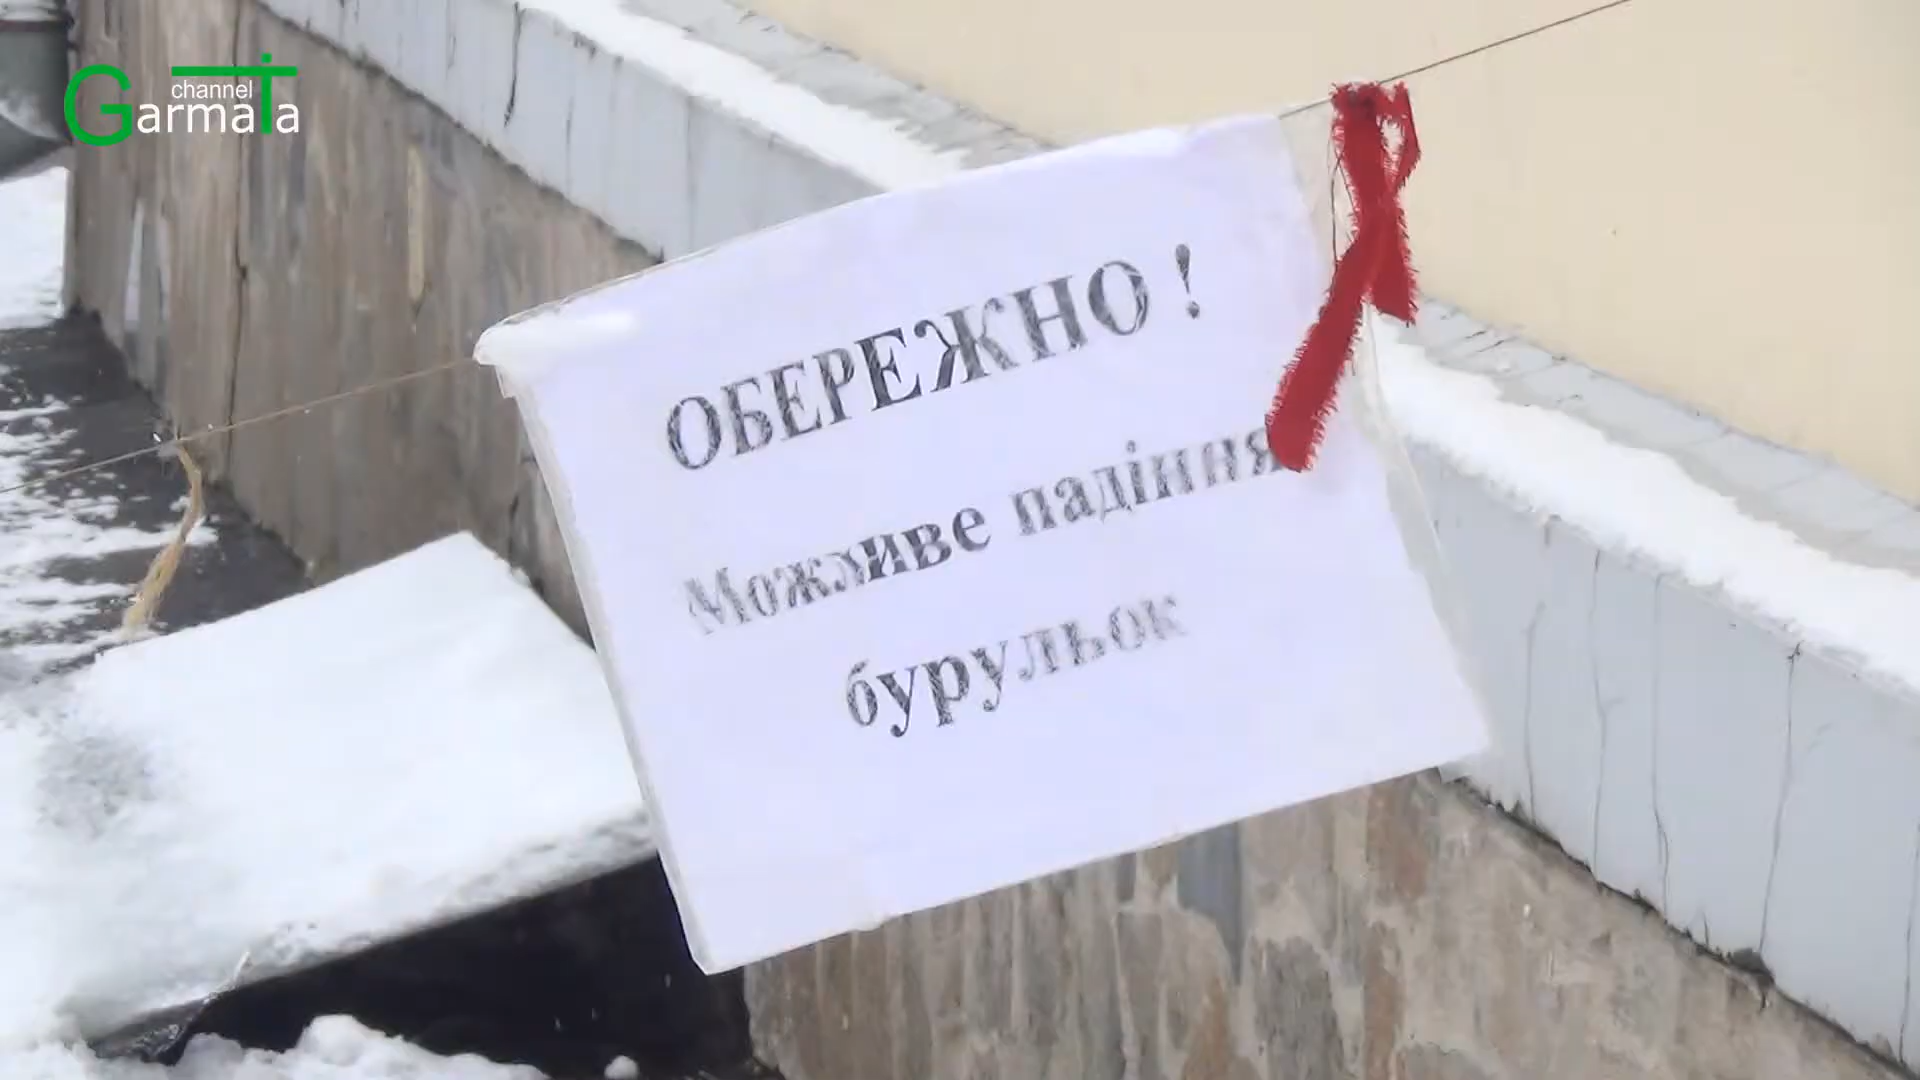 channel
GarmaTa
ОБЕРЕЖНО !
Можливе падіння
бурульок